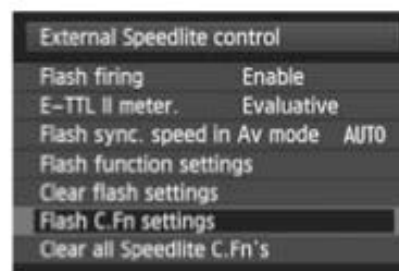 External Speedlite control
Flash firing Enable
E-TTL II meter. Evaluative
Flash sync. speed in Av mode AUTO
Flash function settings
Clear flash settings
Flash C.Fn settings
Clear all Speedlite C.Fn's